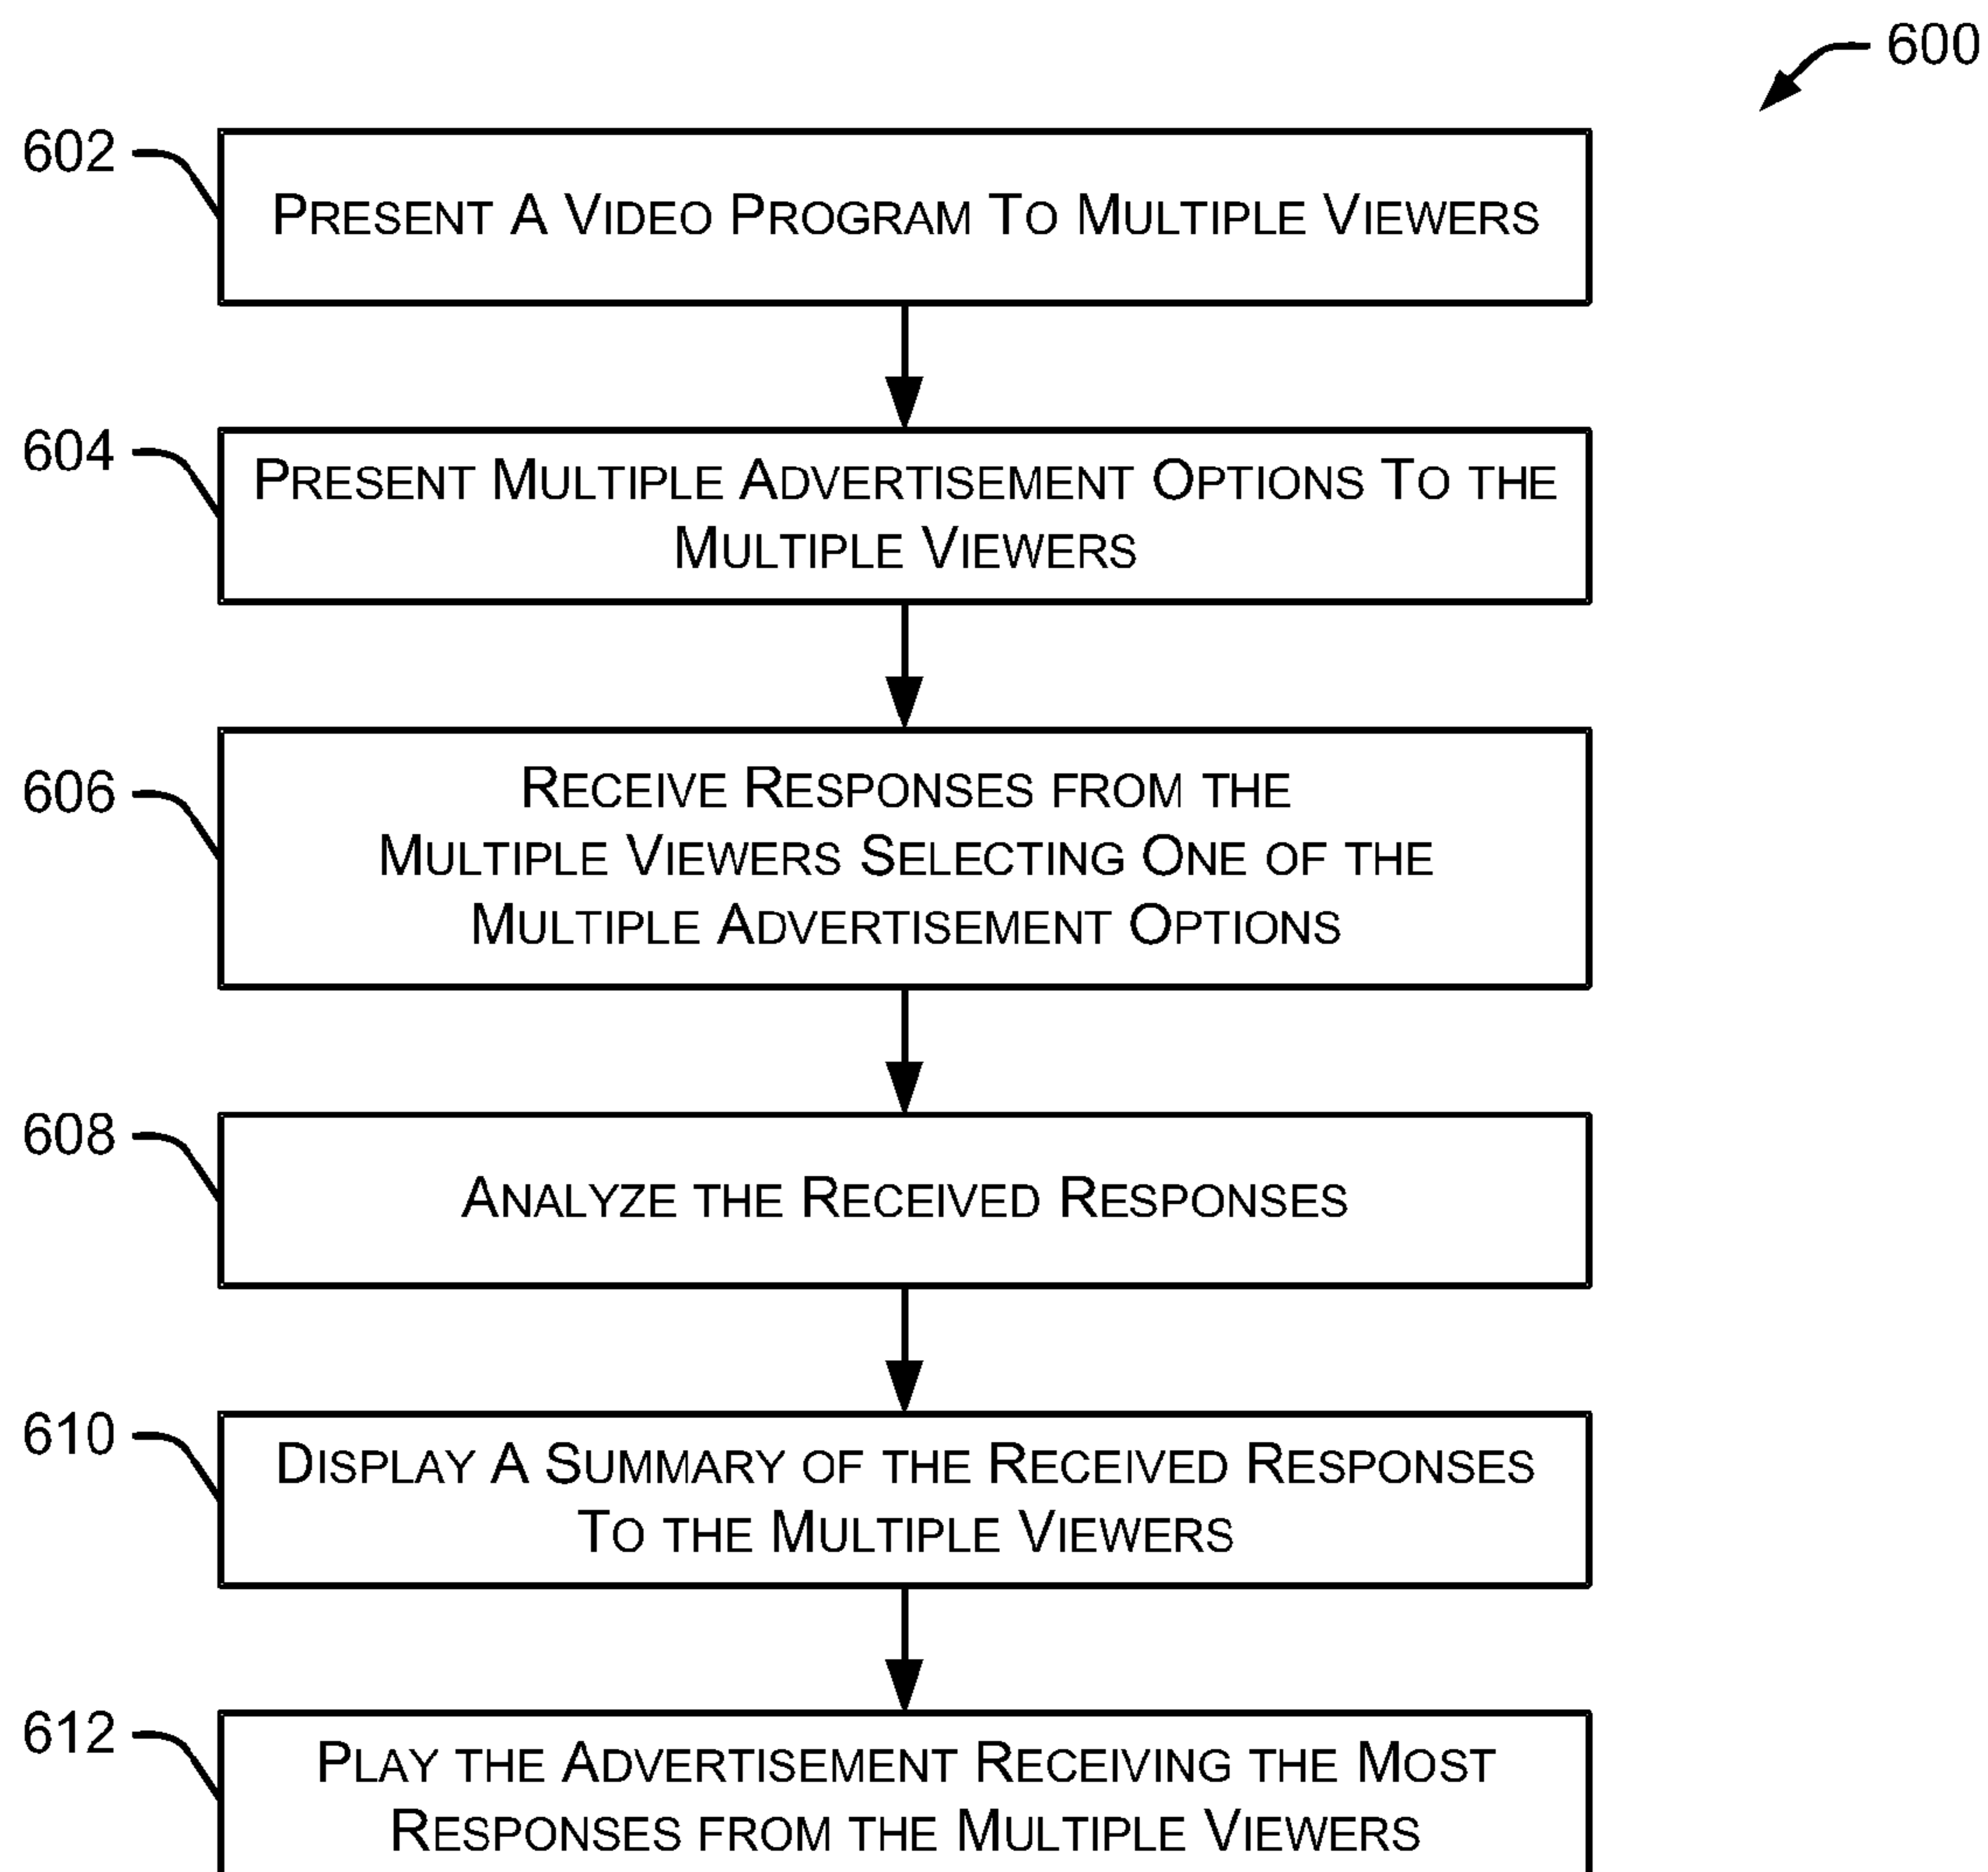 600
602
PRESENT A VIDEO PROGRAM TO MULTIPLE VIEWERS
604
PRESENT MULTIPLE ADVERTISEMENT OPTIONS TO THE
MULTIPLE VIEWERS
606
RECEIVE RESPONSES FROM THE
MULTIPLE VIEWERS SELECTING ONE OF THE
MULTIPLE ADVERTISEMENT OPTIONS
608
ANALYZE THE RECEIVED RESPONSES
610
DISPLAY A SUMMARY OF THE RECEIVED RESPONSES
TO THE MULTIPLE VIEWERS
612
PLAY THE ADVERTISEMENT RECEIVING THE MOST
RESPONSES FROM THE MULTIPLE VIEWERS